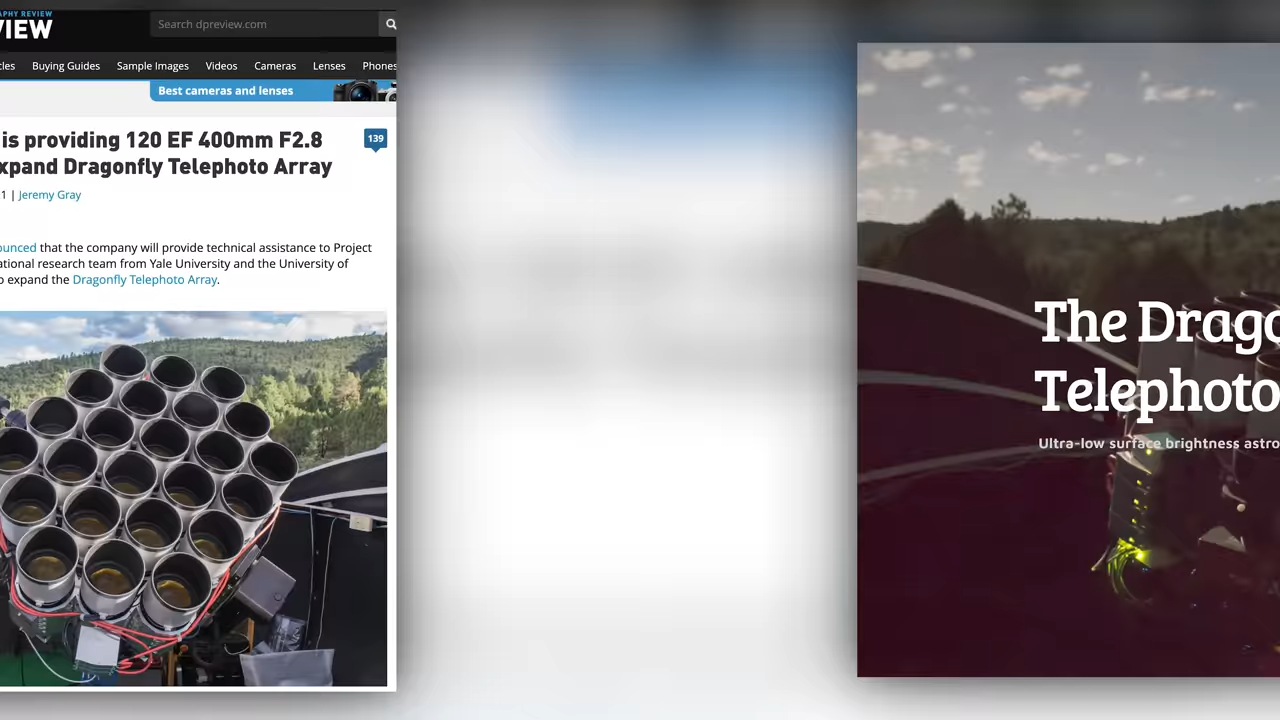 APHY REVIEW
VIEW
Search dpreview.com
cles Buying Guides Sample Images Videos Cameras Lenses Phones
Best cameras and lenses
is providing 120 EF 400mm F2.8
xpand Dragonfly Telephoto Array
139
1 | Jeremy Gray
ounced that the company will provide technical assistance to Project
ational research team from Yale University and the University of
o expand the Dragonfly Telephoto Array.
The Drago
Telephoto
Ultra-low surface brightness astro